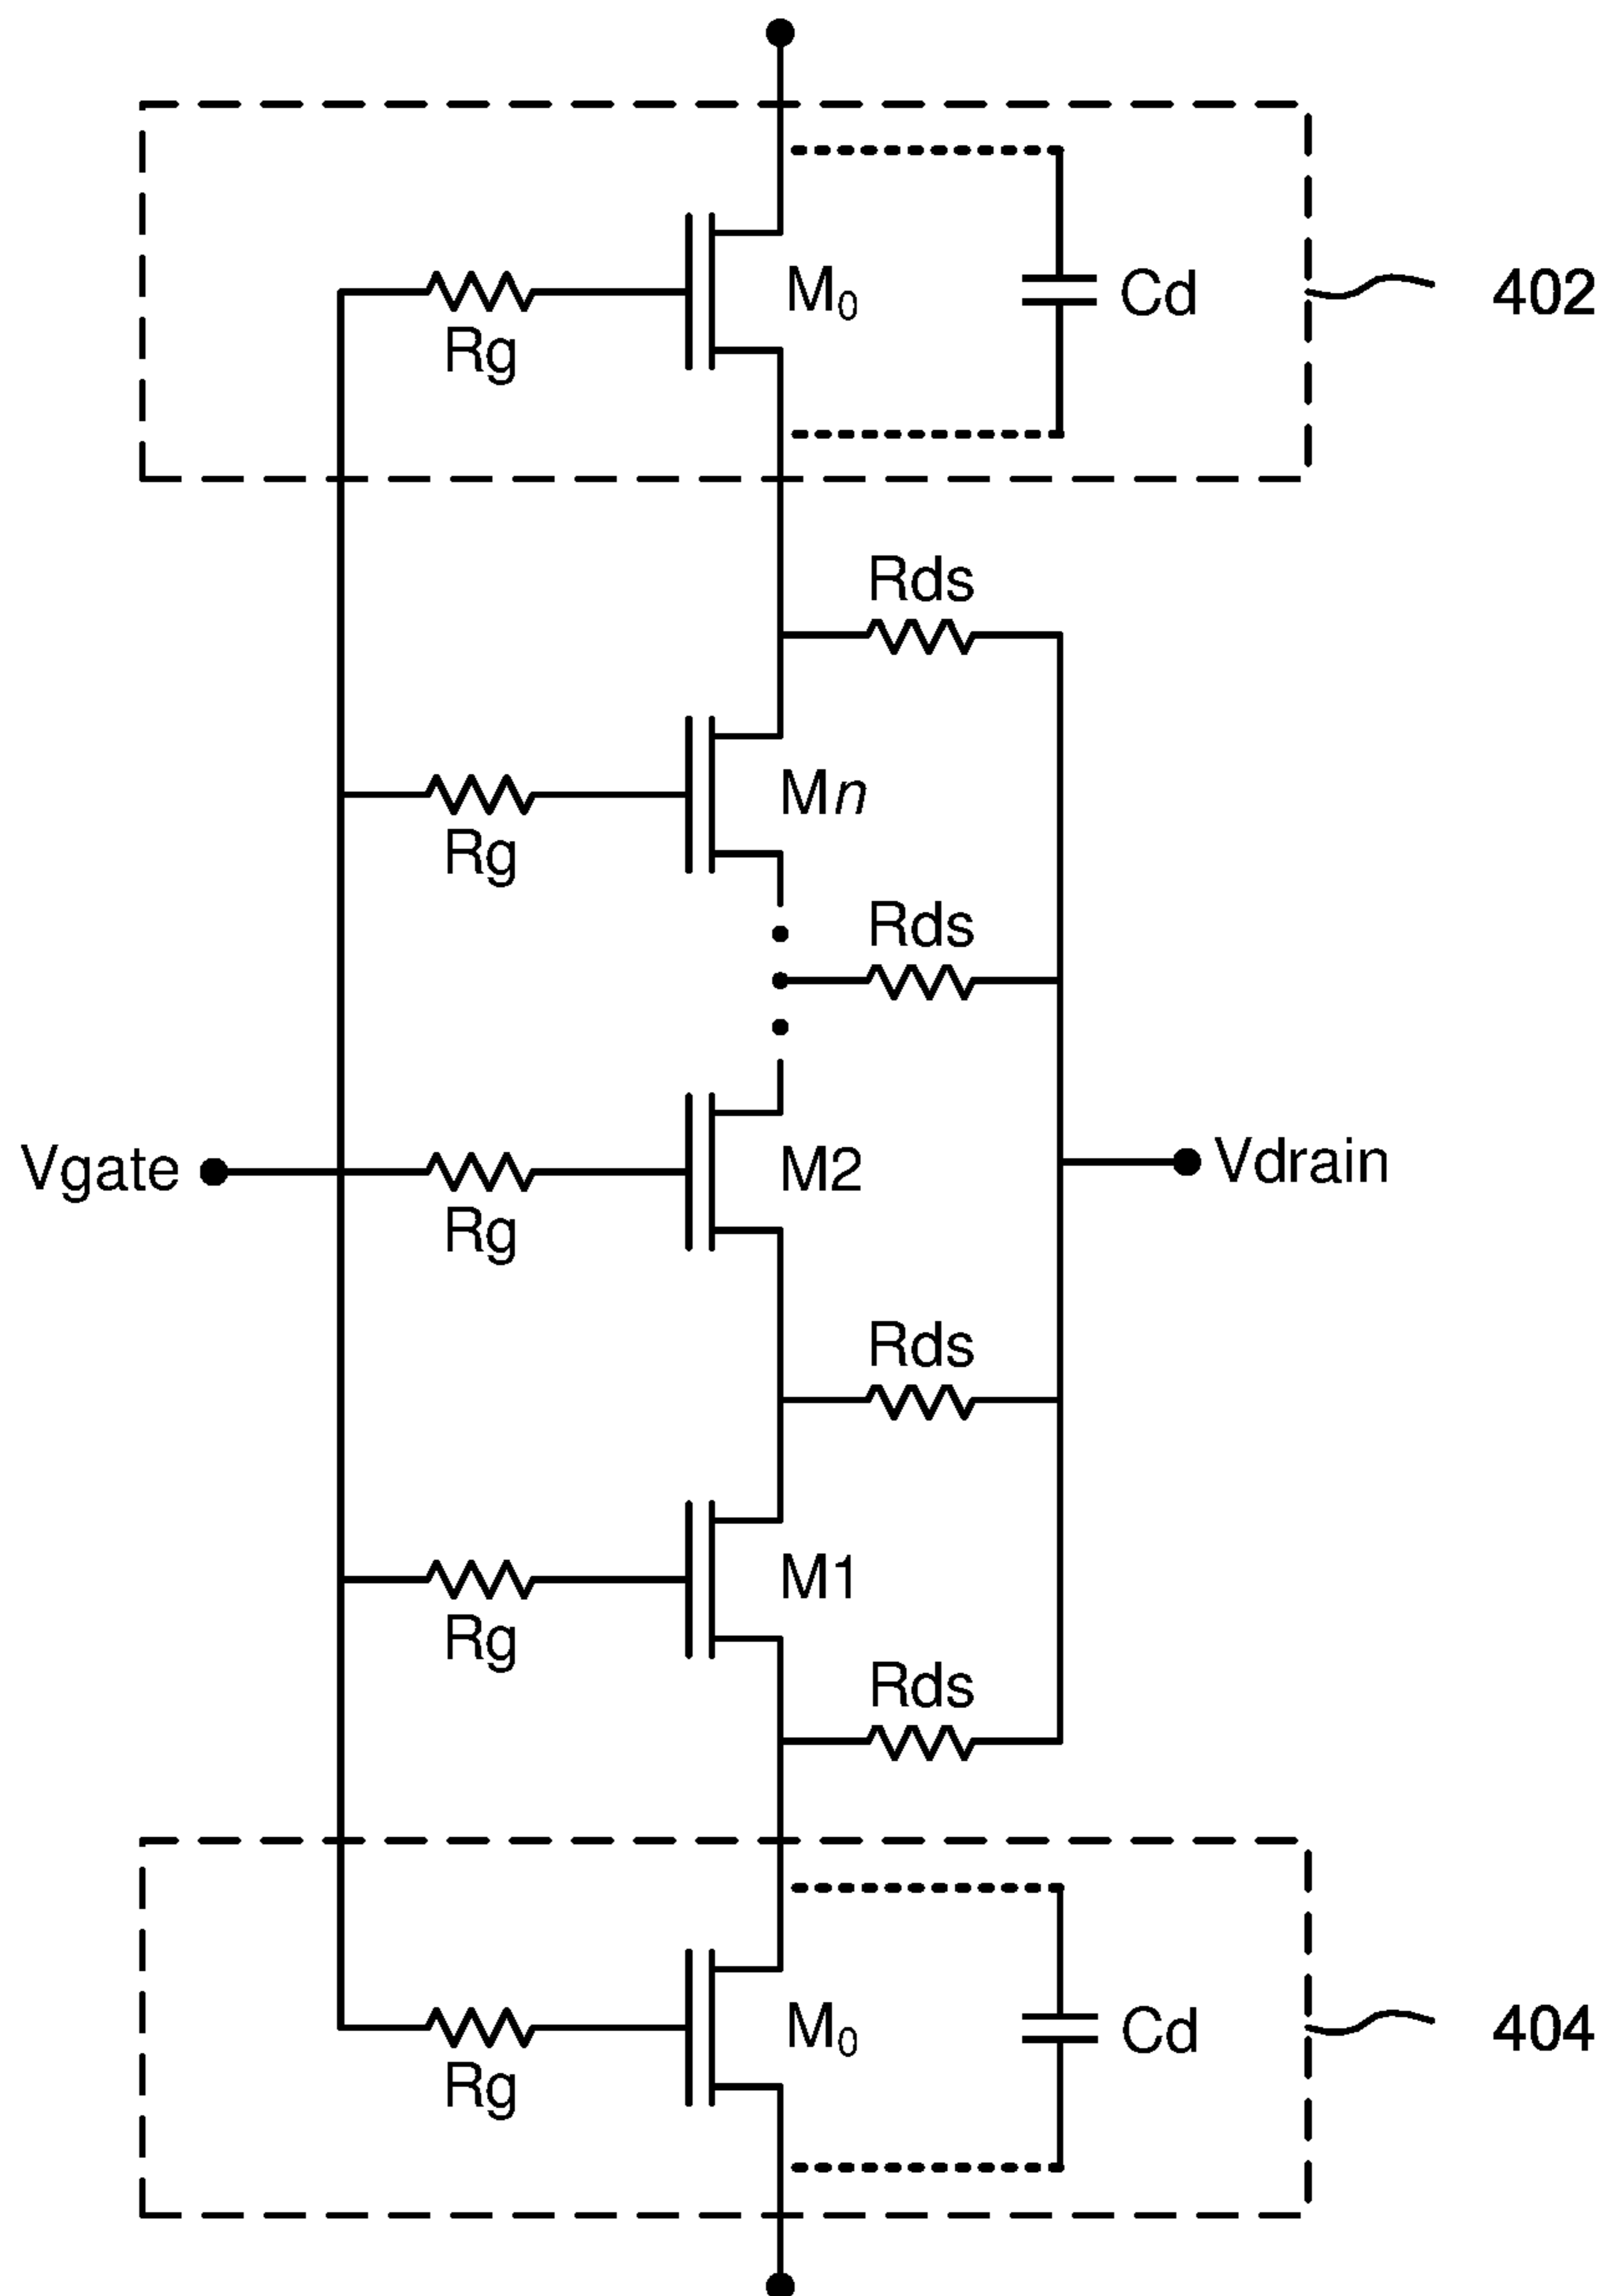 M₀
Cd
402
Rg
Rds
Mn
Rg
Rds
Vgate
M2
Vdrain
Rg
Rds
M1
Rg
Rds
M₀
Cd
404
Rg